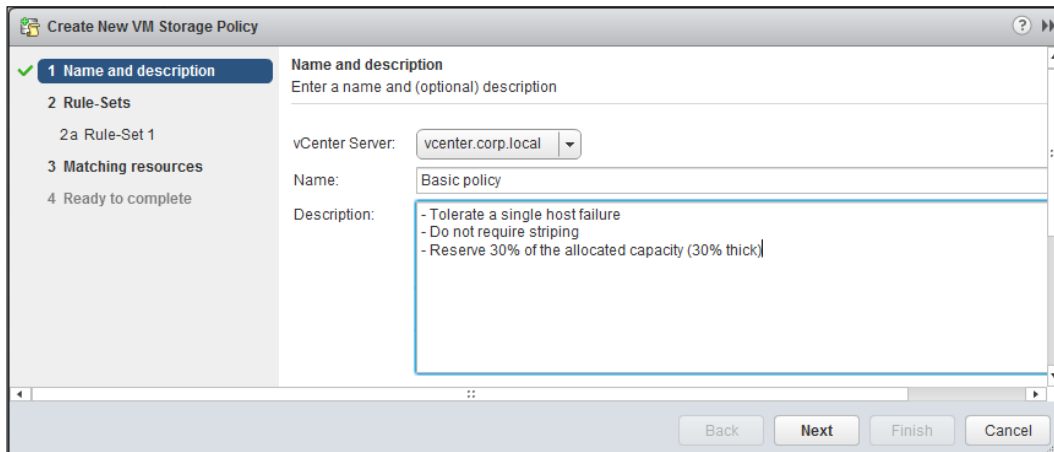 Create New VM Storage Policy
?
1 Name and description
2 Rule-Sets
2a Rule-Set 1
3 Matching resources
4 Ready to complete
Name and description
Enter a name and (optional) description
vCenter Server:
vcenter.corp.local
Name:
Basic policy
Description:
- Tolerate a single host failure
- Do not require striping
- Reserve 30% of the allocated capacity (30% thick)
Back
Next
Finish
Cancel